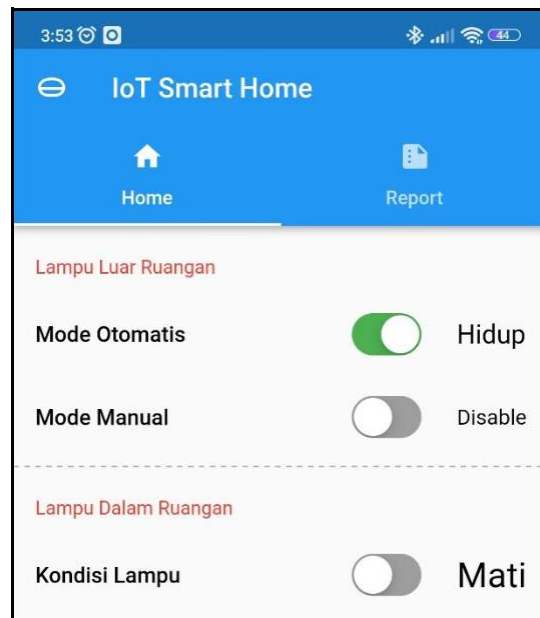 3:53 44
IoT Smart Home
Home Report
Lampu Luar Ruangan
Mode Otomatis Hidup
Mode Manual Disable
Lampu Dalam Ruangan
Kondisi Lampu Mati